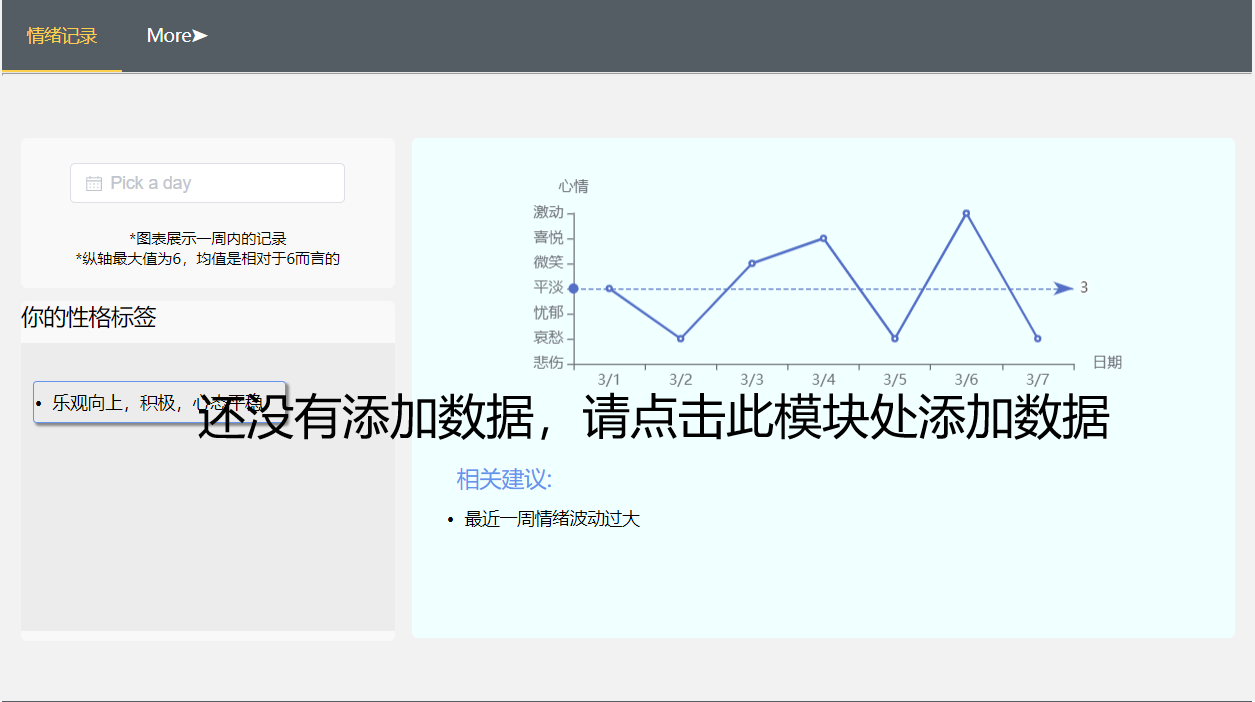 情绪记录 More➤
Pick a day
*图表展示一周内的记录
*纵轴最大值为6，均值是相对于6而言的
你的性格标签
• 乐观向上，积极，心态平稳
心情
激动
喜悦
微笑
平淡
3
忧郁
哀愁
悲伤
日期
3/1 3/2 3/3 3/4 3/5 3/6 3/7
还没有添加数据，请点击此模块处添加数据
相关建议:
• 最近一周情绪波动过大